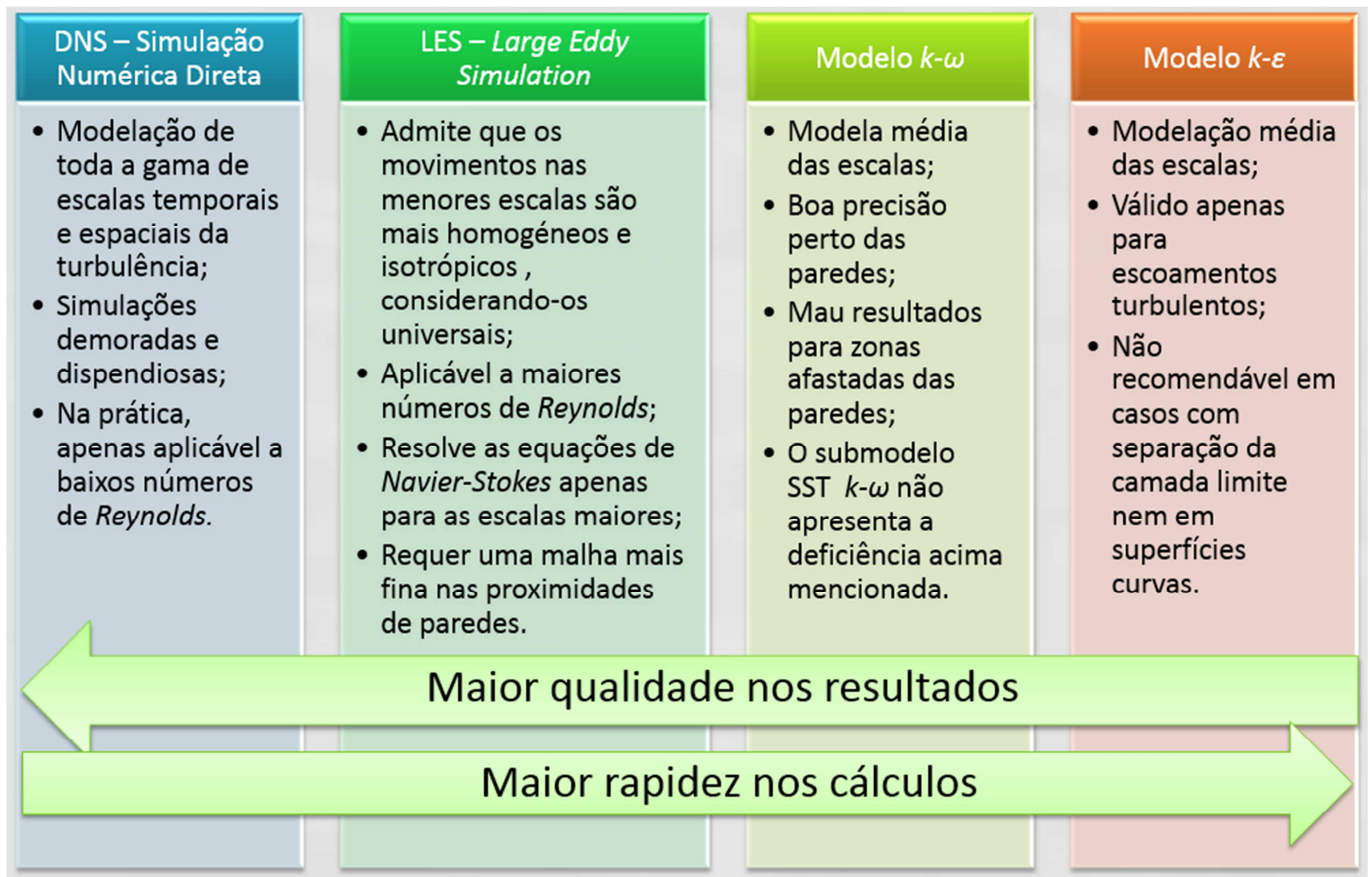 DNS – Simulação
Numérica Direta
• Modelação de
toda a gama de
escalas temporais
e espaciais da
turbulência;
• Simulações
demoradas e
dispendiosas;
• Na prática,
apenas aplicável a
baixos números
de Reynolds.
LES – Large Eddy
Simulation
• Admite que os
movimentos nas
menores escalas são
mais homogéneos e
isotrópicos ,
considerando-os
universais;
• Aplicável a maiores
números de Reynolds;
• Resolve as equações de
Navier-Stokes apenas
para as escalas maiores;
• Requer uma malha mais
fina nas proximidades
de paredes.
Modelo k-ω
• Modela média
das escalas;
• Boa precisão
perto das
paredes;
• Mau resultados
para zonas
afastadas das
paredes;
• O submodelo
SST k-ω não
apresenta a
deficiência acima
mencionada.
Modelo k-ε
• Modelação média
das escalas;
• Válido apenas
para
escoamentos
turbulentos;
• Não
recomendável em
casos com
separação da
camada limite
nem em
superfícies
curvas.
Maior qualidade nos resultados
Maior rapidez nos cálculos